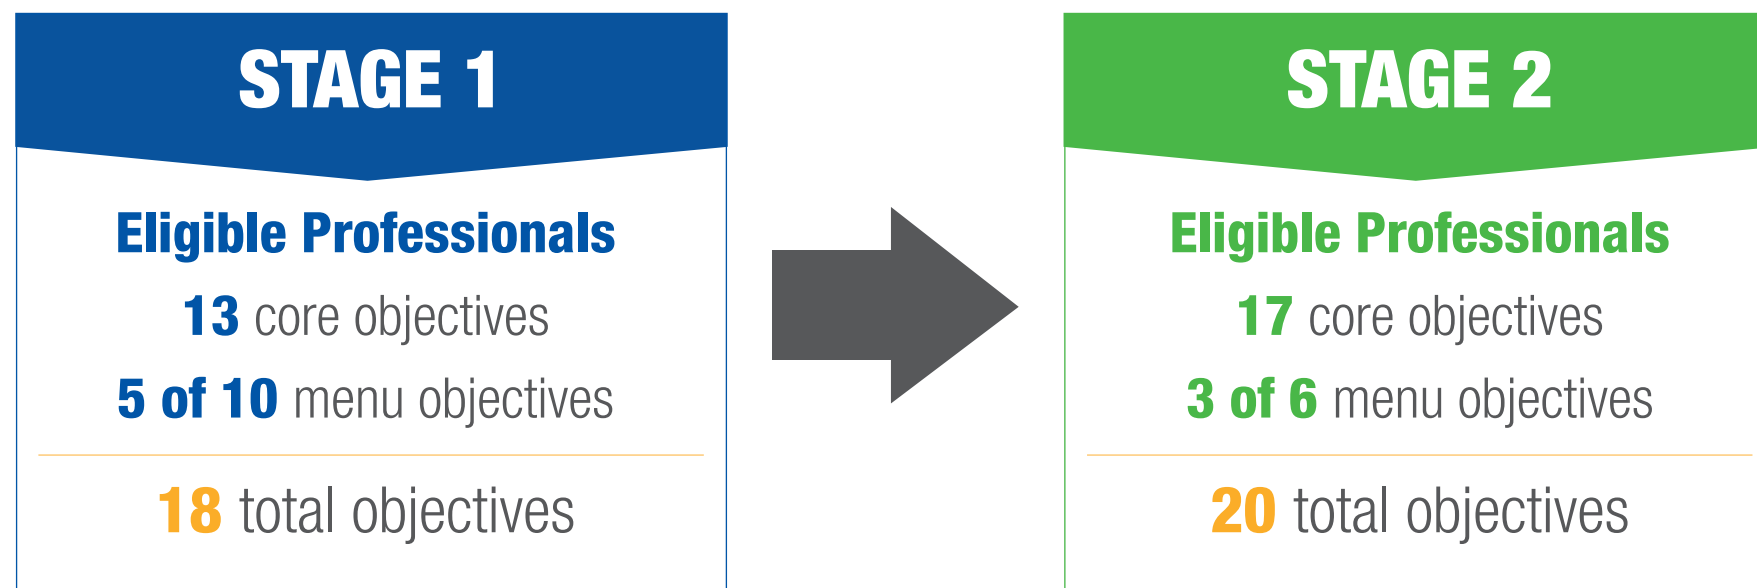 STAGE 1
Eligible Professionals
13 core objectives
5 of 10 menu objectives
18 total objectives
STAGE 2
Eligible Professionals
17 core objectives
3 of 6 menu objectives
20 total objectives